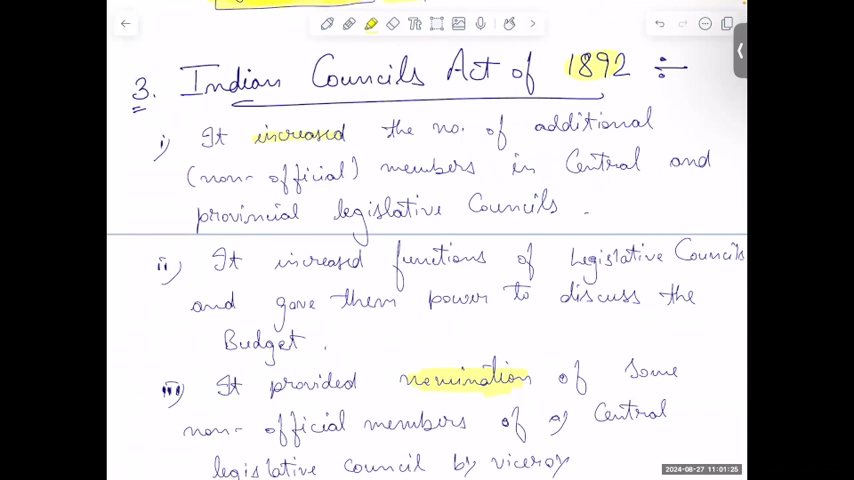 3. Indian Councils Act of 1892 ÷
i) It increased the no. of additional
(non-official) members in Central and
provincial legislative Councils.
ii) It increased functions of Legislative Councils
and gave them power to discuss the
Budget.
iii) It provided nomination of some
non-official members of a) Central
legislative council by viceroy
Tt
2024-08-27 11:01:25